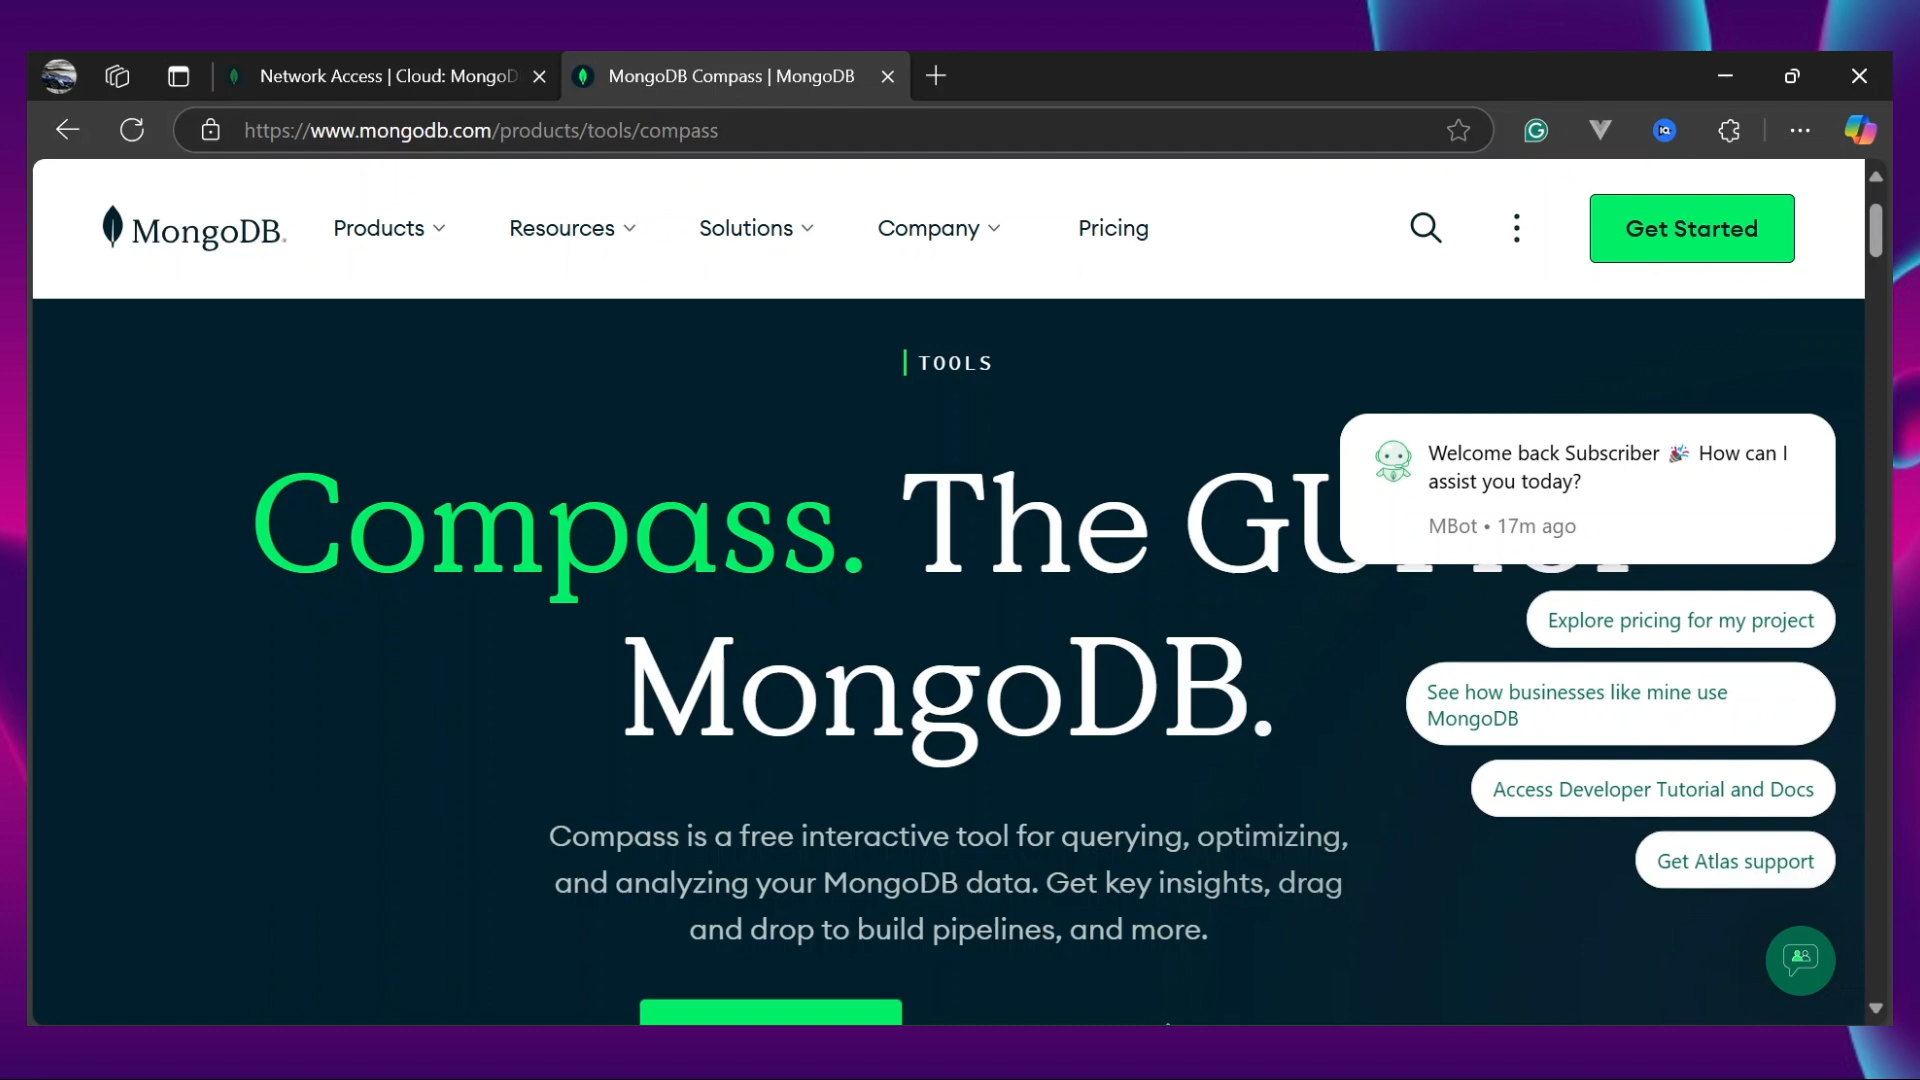 Network Access | Cloud: MongoD
MongoDB Compass | MongoDB
https://www.mongodb.com/products/tools/compass
MongoDB.
Products
Resources
Solutions
Company
Pricing
Get Started
TOOLS
Compass. The GU
MongoDB.
Compass is a free interactive tool for querying, optimizing,
and analyzing your MongoDB data. Get key insights, drag
and drop to build pipelines, and more.
Welcome back Subscriber 🎉 How can I
assist you today?
MBot • 17m ago
Explore pricing for my project
See how businesses like mine use
MongoDB
Access Developer Tutorial and Docs
Get Atlas support